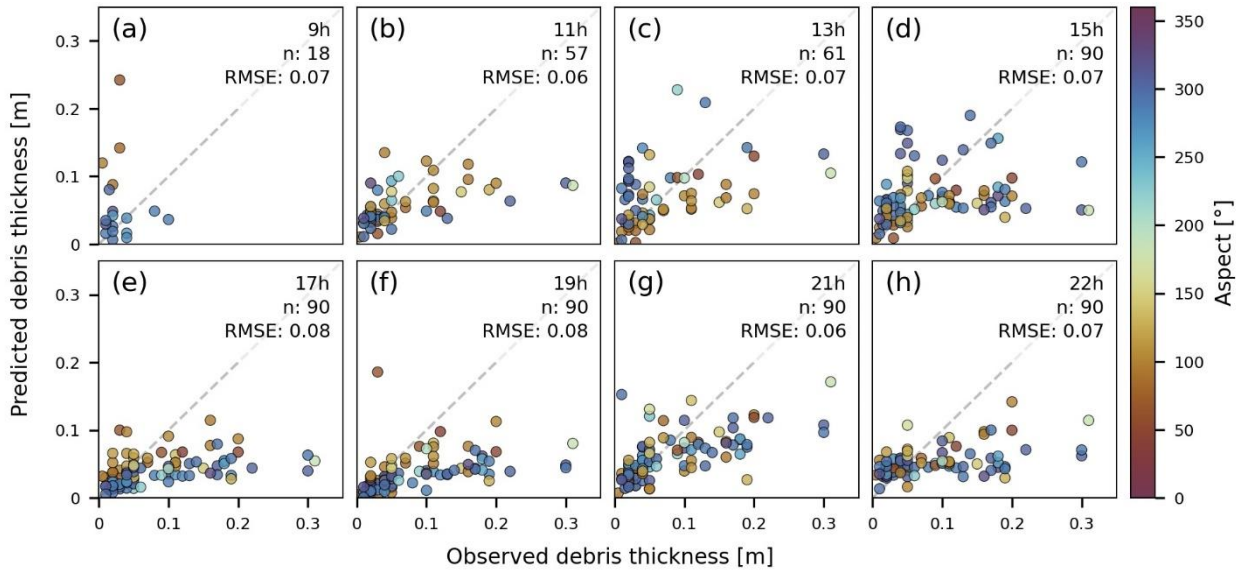 (a)
9h
n: 18
RMSE: 0.07
(b)
11h
n: 57
RMSE: 0.06
(c)
13h
n: 61
RMSE: 0.07
(d)
15h
n: 90
RMSE: 0.07
0.3
0.2
0.1
0
(e)
17h
n: 90
RMSE: 0.08
(f)
19h
n: 90
RMSE: 0.08
(g)
21h
n: 90
RMSE: 0.06
(h)
22h
n: 90
RMSE: 0.07
0.3
0.2
0.1
0
0 0.1 0.2 0.3
0 0.1 0.2 0.3
0 0.1 0.2 0.3
0 0.1 0.2 0.3
Predicted debris thickness [m]
Observed debris thickness [m]
350
300
250
200
150
100
50
0
Aspect [°]